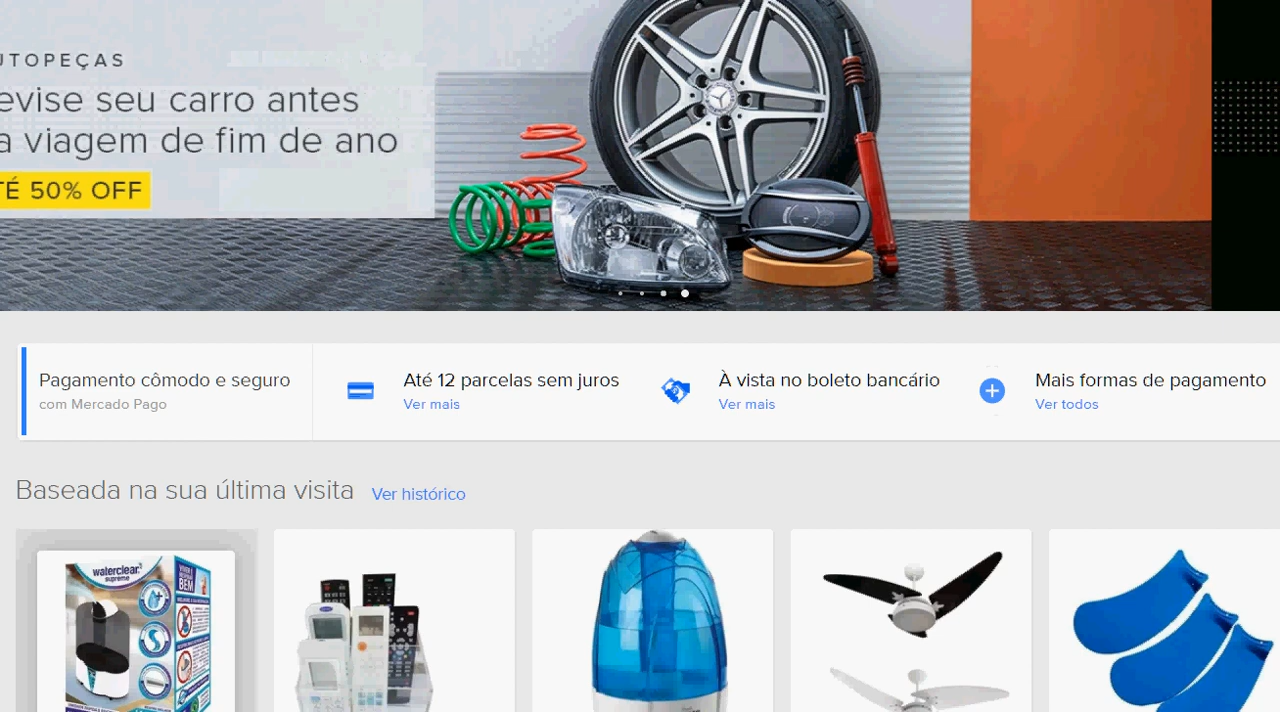 UTOPEÇAS
evise seu carro antes
a viagem de fim de ano
TÉ 50% OFF
Pagamento cômodo e seguro
com Mercado Pago
Até 12 parcelas sem juros
Ver mais
À vista no boleto bancário
Ver mais
Mais formas de pagamento
Ver todos
Baseada na sua última visita
Ver histórico
waterclear
supreme
BEM